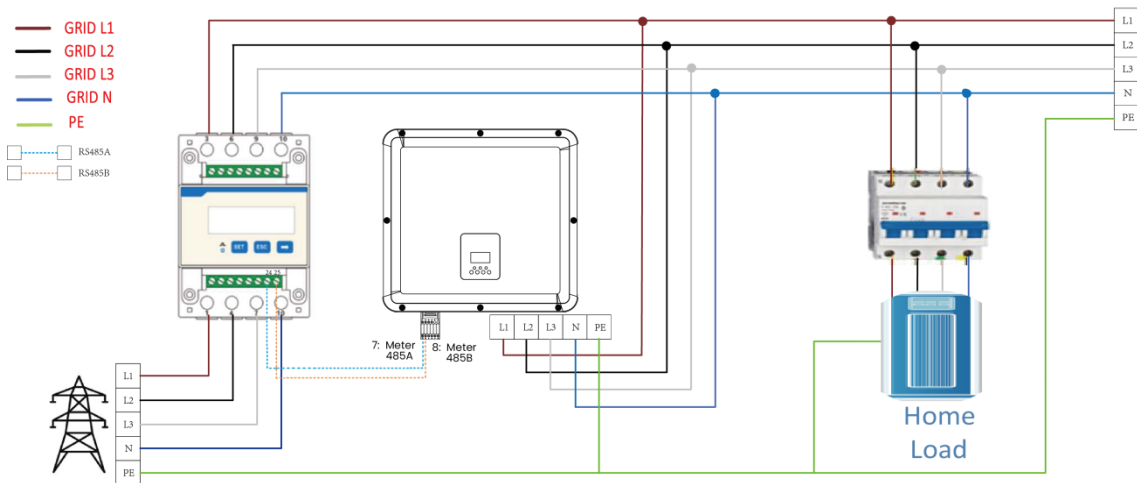 GRID L1
GRID L2
GRID L3
GRID N
PE
RS485A
RS485B
L1
L2
L3
N
PE
3 6 9 10
SET ESC
24 25
7: Meter
485A
8: Meter
485B
L1 L2 L3 N PE
L1
L2
L3
N
PE
Home
Load